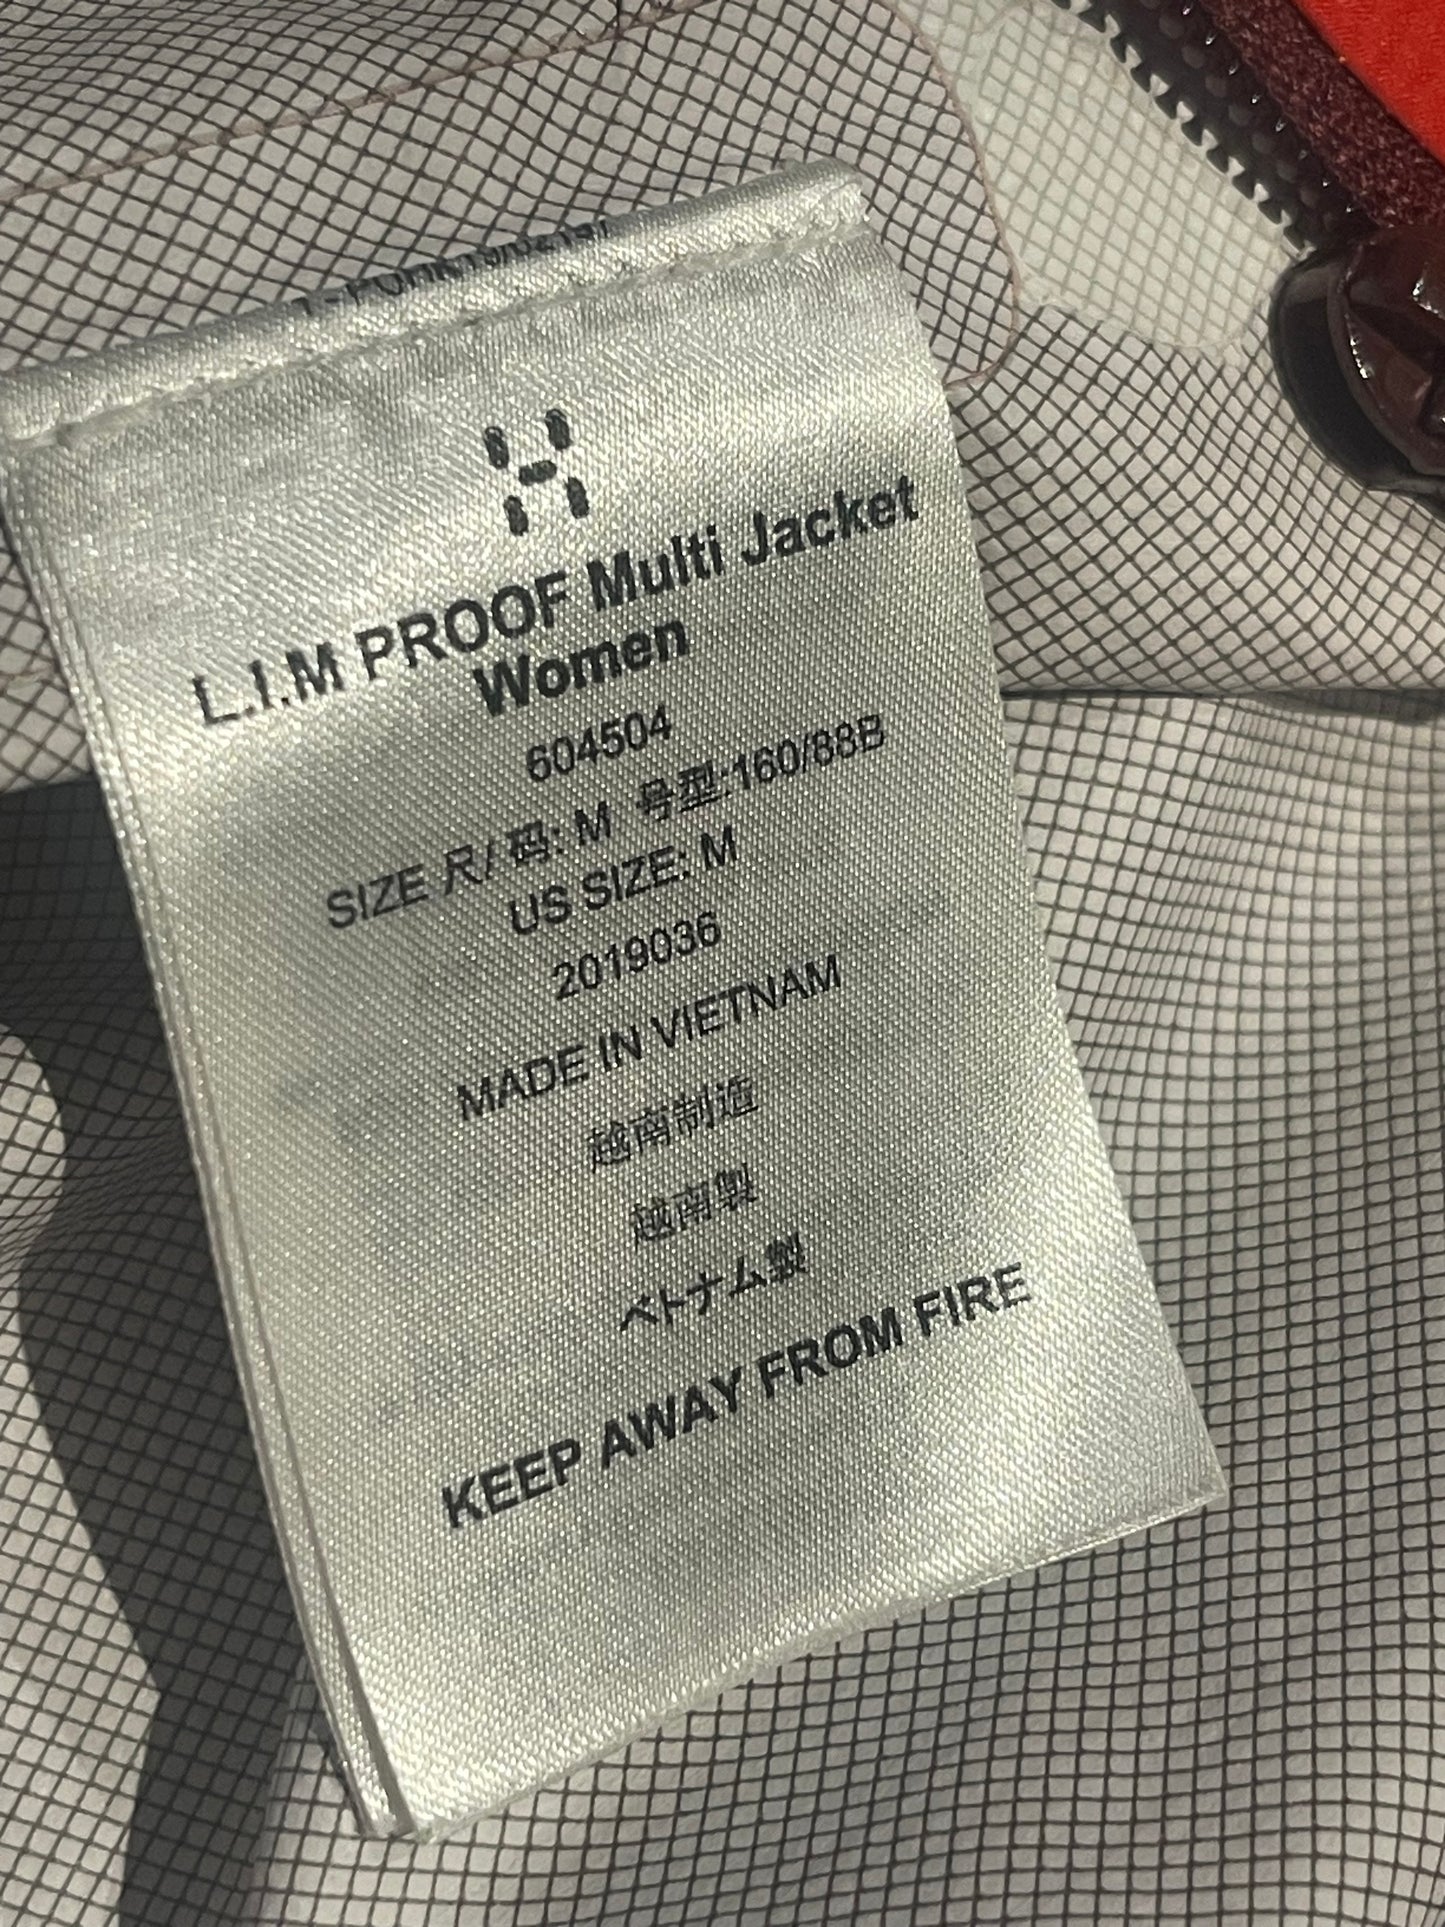 L.I.M PROOF Multi Jacket
Women
604504
SIZE 尺/ 码: M 号型:160/88B
US SIZE: M
2019036
MADE IN VIETNAM
越南制造
越南製
ベトナム製
KEEP AWAY FROM FIRE